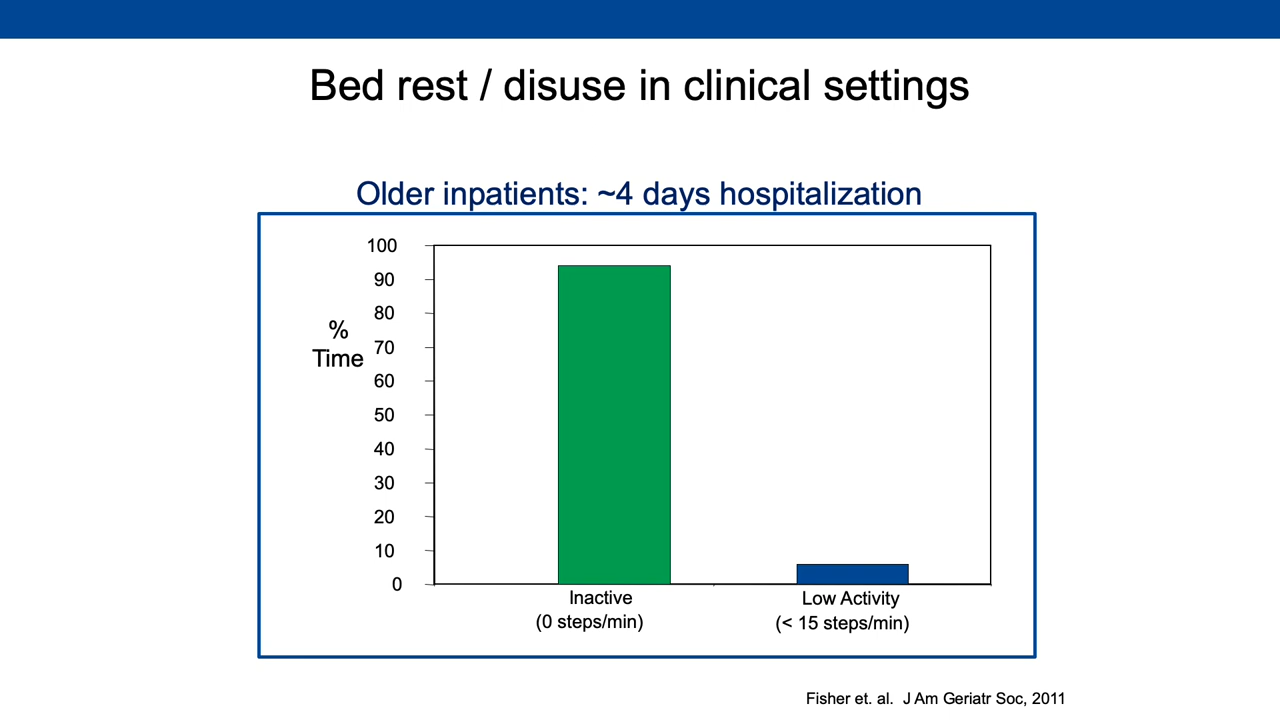 Bed rest / disuse in clinical settings
Older inpatients: ~4 days hospitalization
100
90
80
%
Time
70
60
50
40
30
20
10
0
Inactive
(0 steps/min)
Low Activity
(< 15 steps/min)
Fisher et. al.  J Am Geriatr Soc, 2011